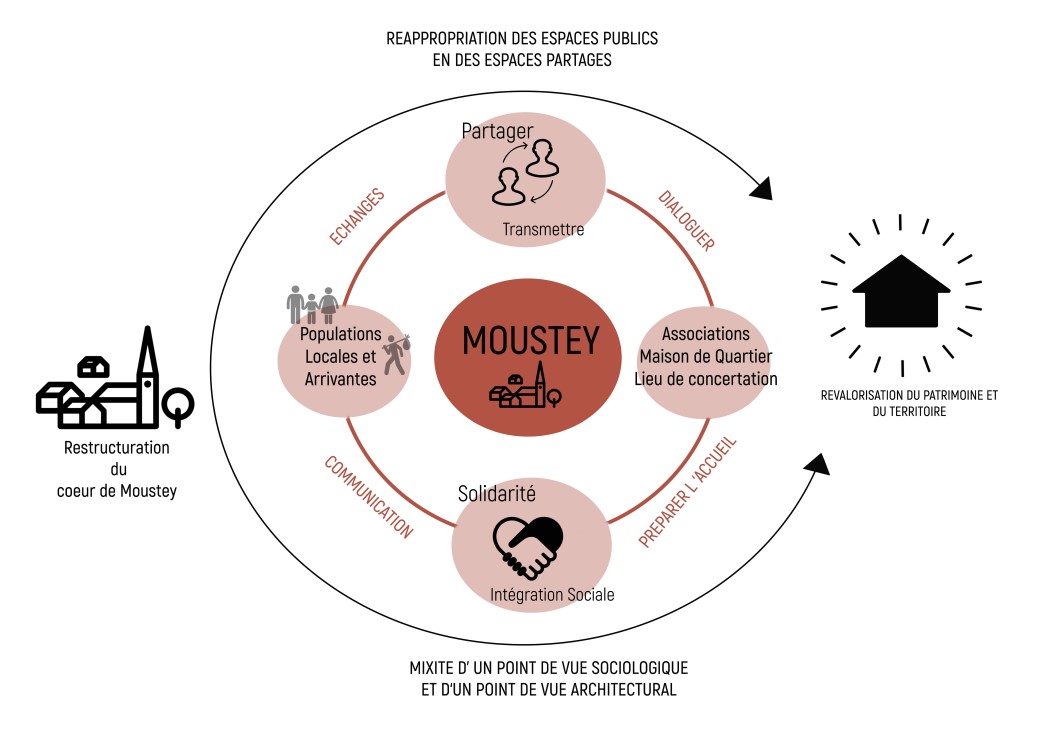 REAPPROPRIATION DES ESPACES PUBLICS
EN DES ESPACES PARTAGES
Partager
Transmettre
ECHANGES
DIALOGUER
Populations
Locales et
Arrivantes
MOUSTEY
Associations
Maison de Quartier
Lieu de concertation
REVALORISATION DU PATRIMOINE ET
DU TERRITOIRE
Restructuration
du
coeur de Moustey
COMMUNICATION
PREPARER L 'ACCUEIL
Solidarité
Intégration Sociale
MIXITE D' UN POINT DE VUE SOCIOLOGIQUE
ET D'UN POINT DE VUE ARCHITECTURAL